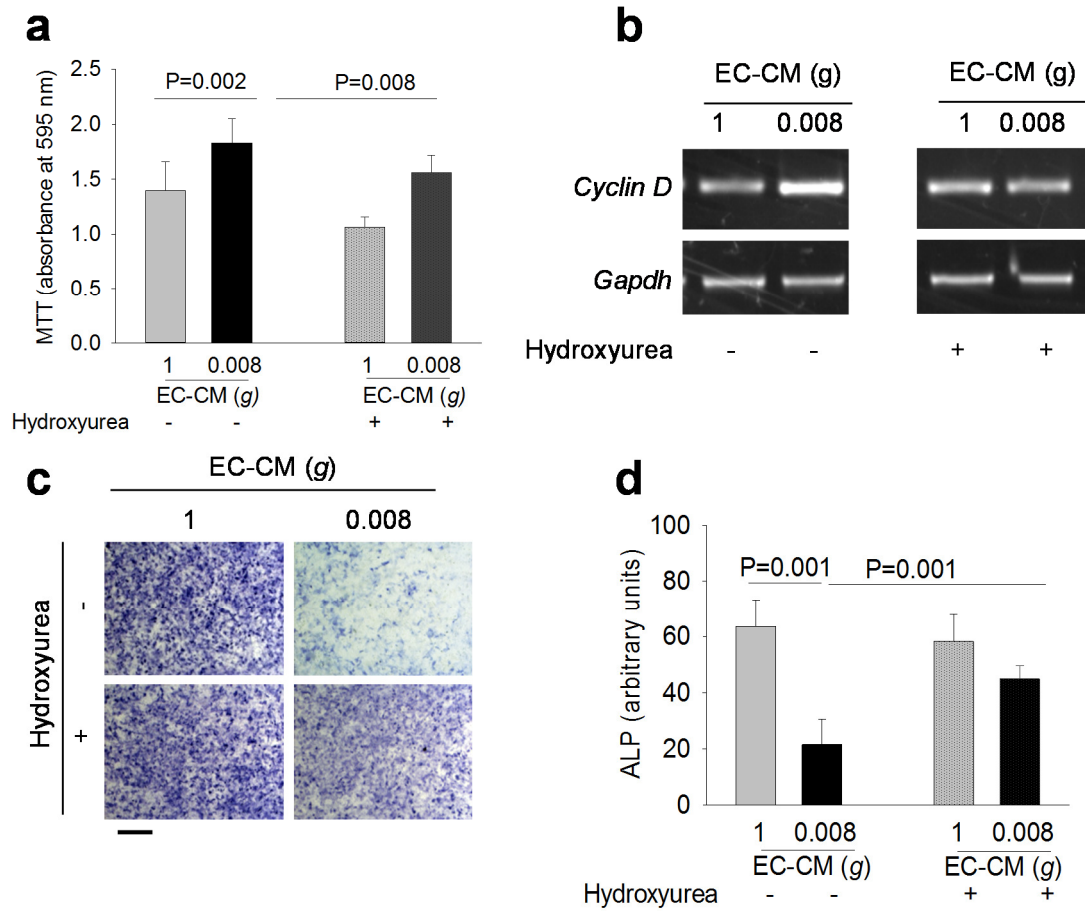 a
2.5
2.0
1.5
1.0
0.5
0.0
MTT (absorbance at 595 nm)
P=0.002
P=0.008
1 0.008 1 0.008
EC-CM (g) EC-CM (g)
Hydroxyurea - - + +
b
EC-CM (g) EC-CM (g)
1 0.008 1 0.008
Cyclin D
Gapdh
Hydroxyurea - - + +
c
EC-CM (g)
1 0.008
Hydroxyurea
-
+
d
100
80
60
40
20
0
ALP (arbitrary units)
P=0.001 P=0.001
1 0.008 1 0.008
EC-CM (g) EC-CM (g)
Hydroxyurea - - + +